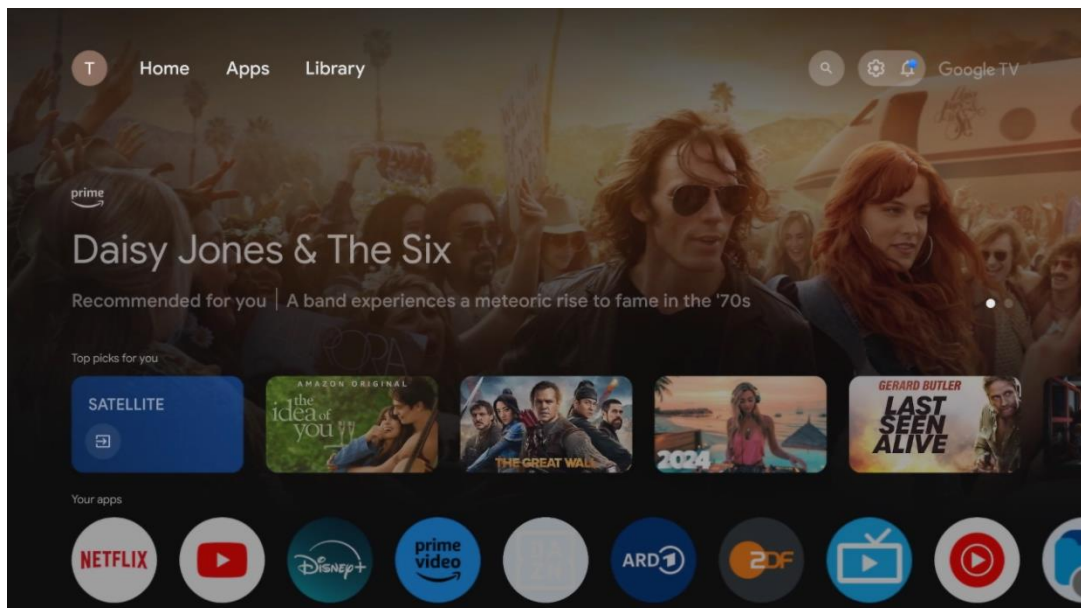 T Home Apps Library Google TV
prime
Daisy Jones & The Six
Recommended for you | A band experiences a meteoric rise to fame in the '70s
Top picks for you
SATELLITE
AMAZON ORIGINAL
the
idea of
you
THE GREAT WALL
2024
GERARD BUTLER
LAST
SEEN
ALIVE
Your apps
NETFLIX
Disney+
prime
video
ARD 1
ZDF